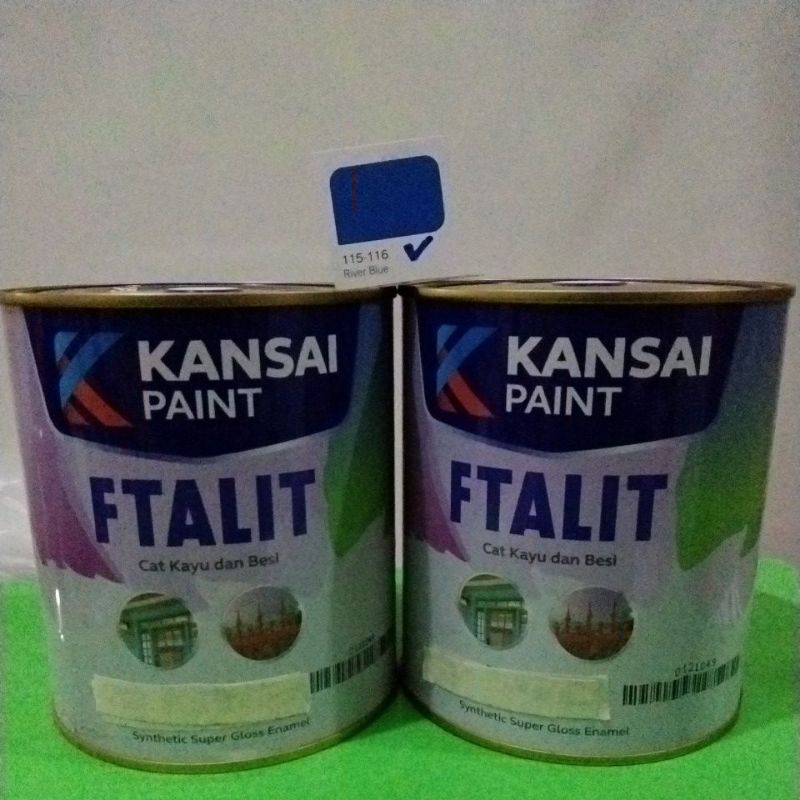 115-116
River Blue
KANSAI
PAINT
FTALIT
Cat Kayu dan Besi
Synthetic Super Gloss Enamel
KANSAI
PAINT
FTALIT
Cat Kayu dan Besi
0121049
Synthetic Super Gloss Enamel